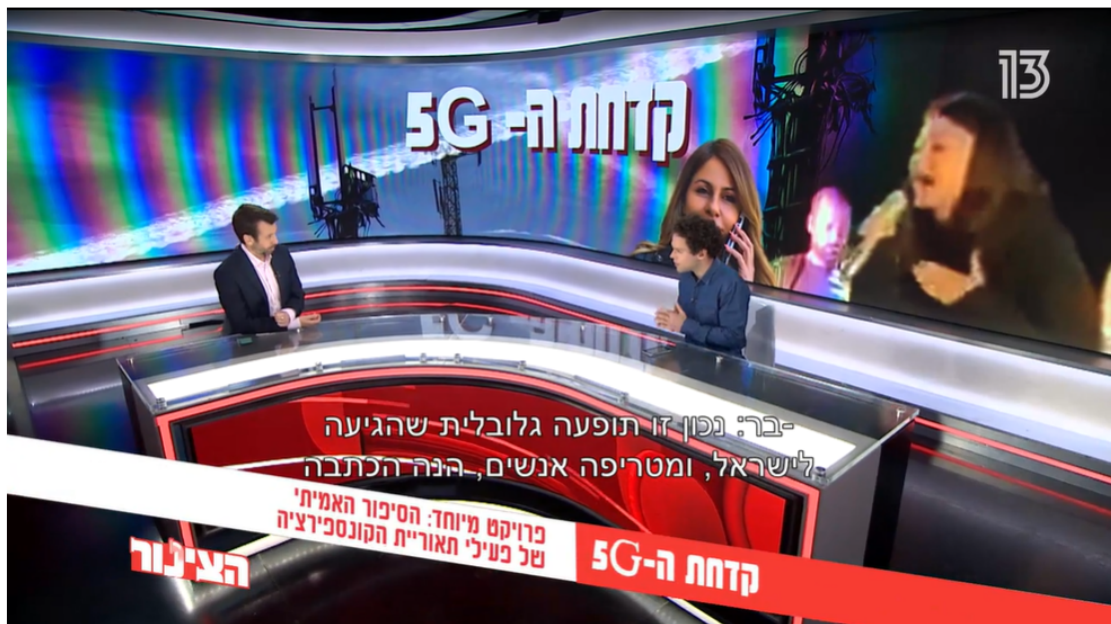 13
קדחת ה-5G
-בר: נכון זו תופעה גלובלית שהגיעה
לישראל, ומטריפה אנשים, הנה הכתבה
פרויקט מיוחד: הסיפור האמיתי
של פעילי תאוריית הקונספירציה
קדחת ה-5G
הצינור